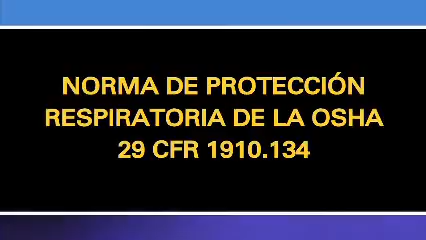 NORMA DE PROTECCIÓN
RESPIRATORIA DE LA OSHA
29 CFR 1910.134